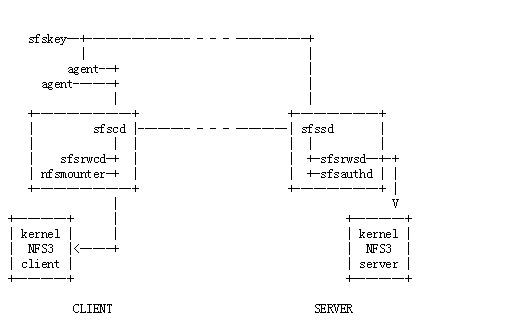 sfskey
agent
agent
sfscd sfssd
sfsrwcd sfsrwsd
nfsmounter sfsauthd
V
kernel kernel
NFS3 NFS3
client server
CLIENT SERVER